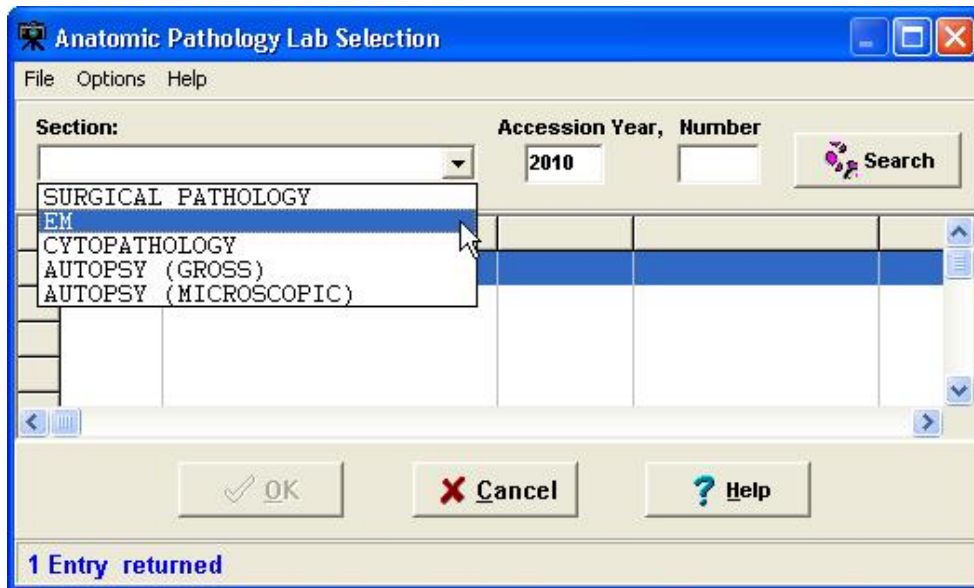 Anatomic Pathology Lab Selection
File Options Help
Section: Accession Year, Number
2010 Search
SURGICAL PATHOLOGY
EM
CYTOPATHOLOGY
AUTOPSY (GROSS)
AUTOPSY (MICROSCOPIC)
OK Cancel Help
1 Entry returned